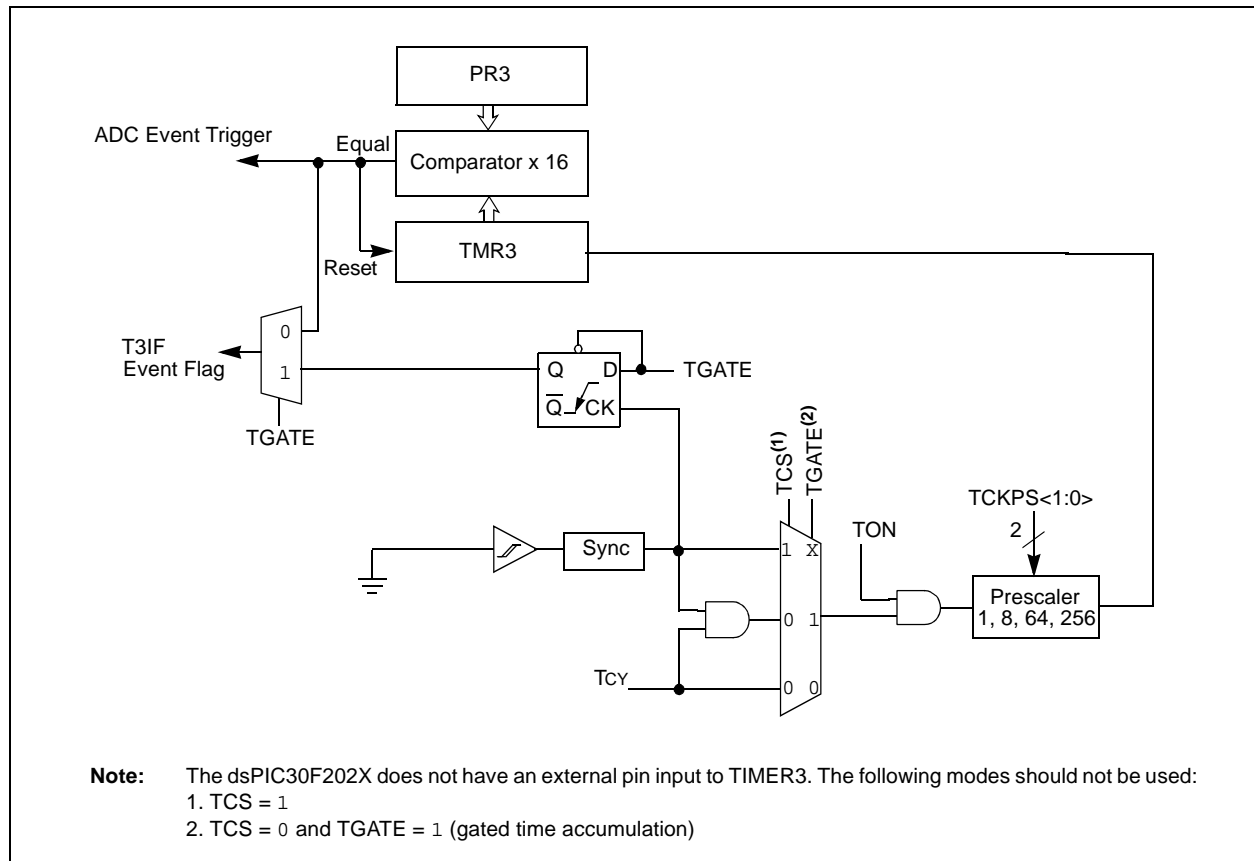 PR3
ADC Event Trigger
Equal
Comparator x 16
TMR3
Reset
0
T3IF
Event Flag
1
Q D
TGATE
Q CK
TGATE
TCS(1)
TGATE(2)
TCKPS<1:0>
2
TON
Sync
1 X
Prescaler
1, 8, 64, 256
0 1
TCY
0 0
Note: The dsPIC30F202X does not have an external pin input to TIMER3. The following modes should not be used:
1. TCS = 1
2. TCS = 0 and TGATE = 1 (gated time accumulation)